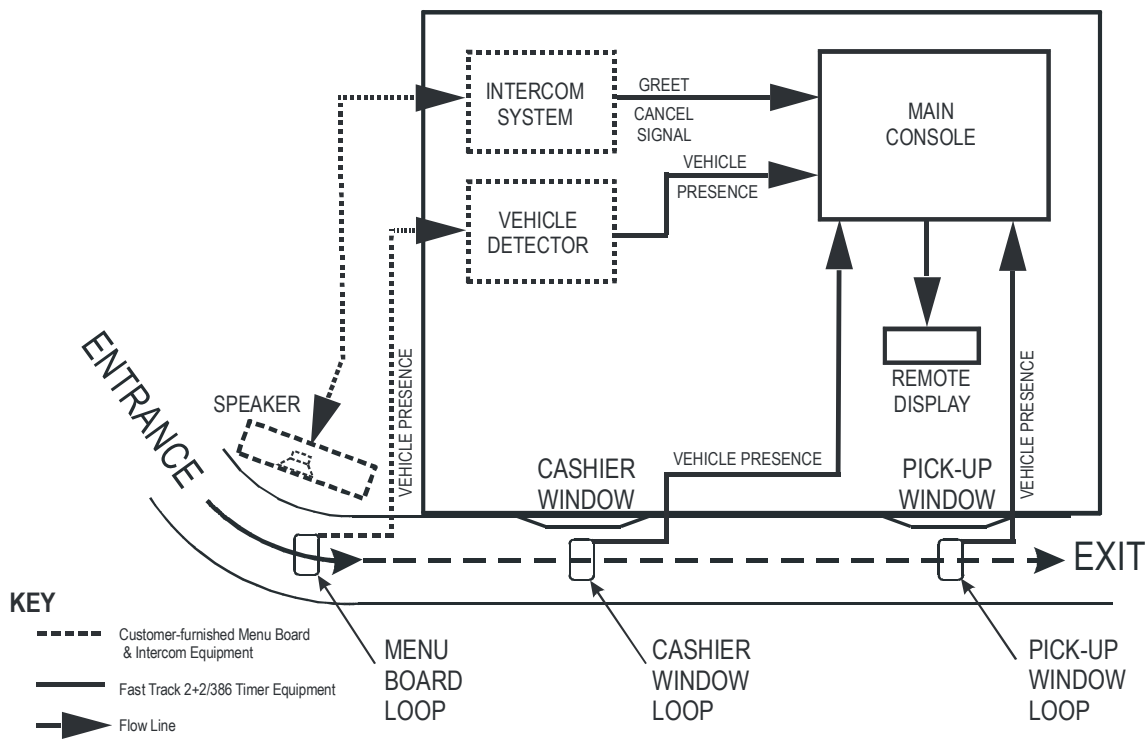 INTERCOM
SYSTEM
GREET
CANCEL
SIGNAL
MAIN
CONSOLE
VEHICLE
PRESENCE
VEHICLE
DETECTOR
ENTRANCE
SPEAKER
VEHICLE PRESENCE
REMOTE
DISPLAY
VEHICLE PRESENCE
CASHIER
WINDOW
VEHICLE PRESENCE
PICK-UP
WINDOW
EXIT
KEY
Customer-furnished Menu Board
& Intercom Equipment
Fast Track 2+2/386 Timer Equipment
Flow Line
MENU
BOARD
LOOP
CASHIER
WINDOW
LOOP
PICK-UP
WINDOW
LOOP